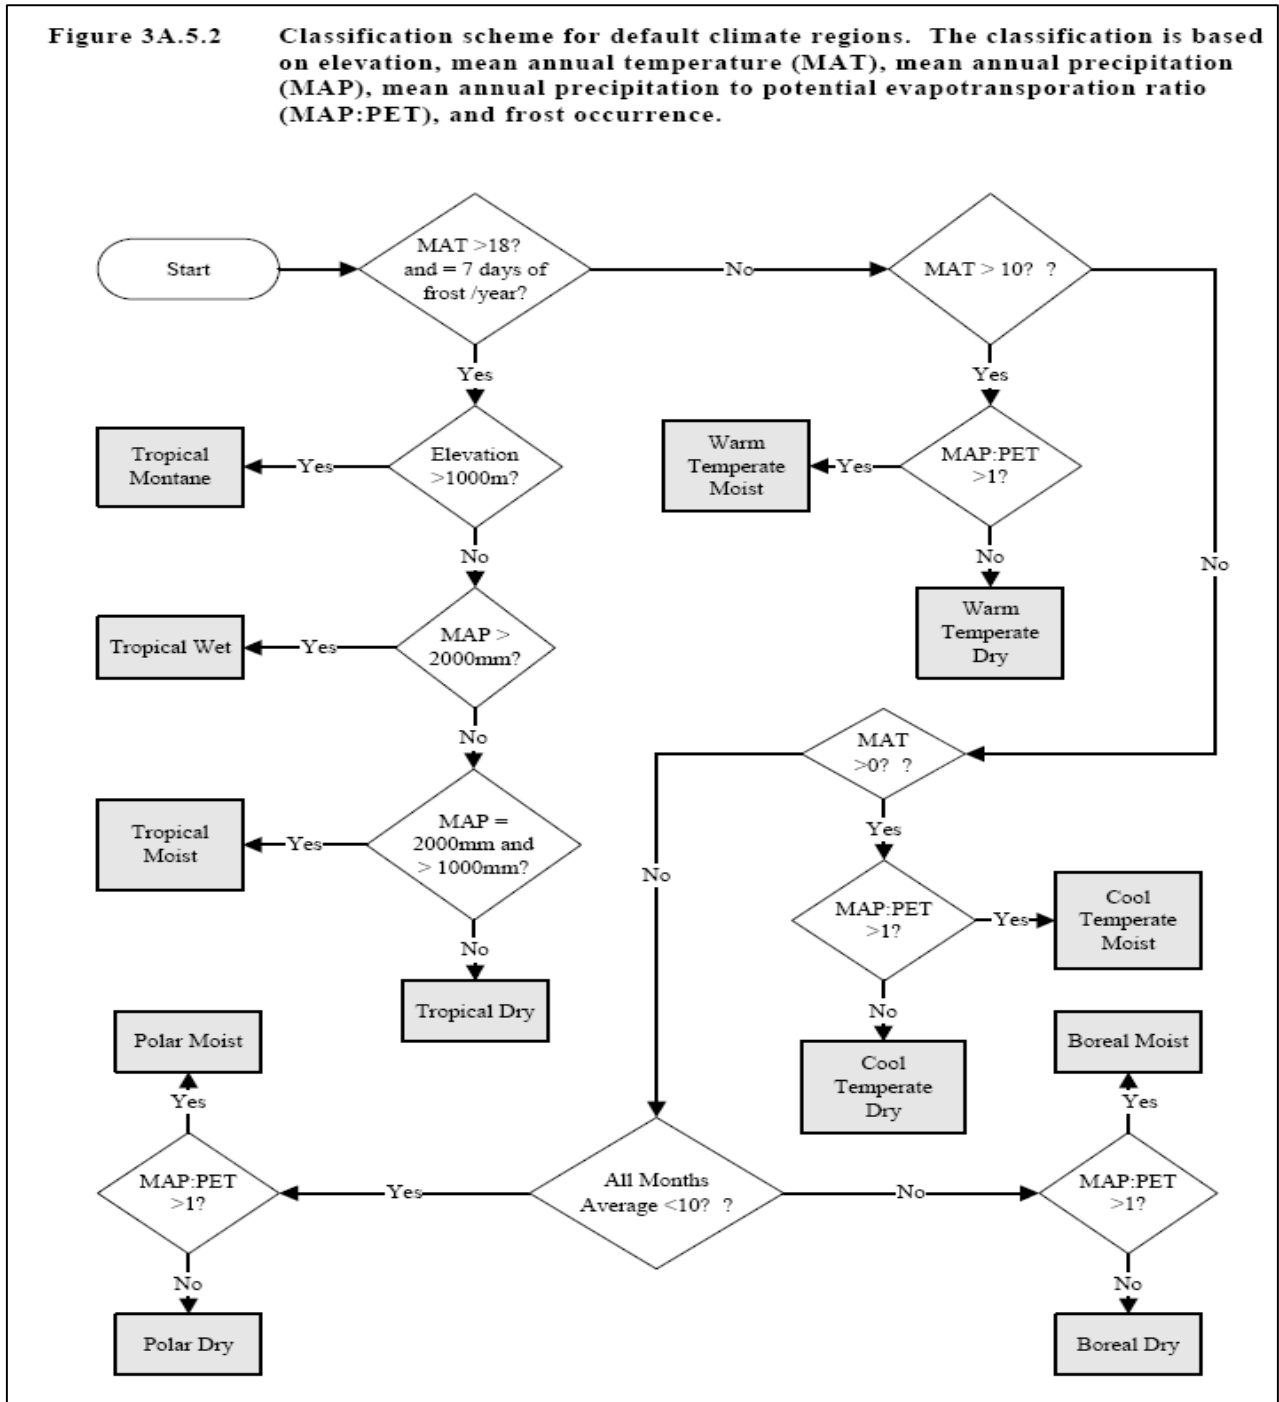 Figure 3A.5.2 Classification scheme for default climate regions. The classification is based
on elevation, mean annual temperature (MAT), mean annual precipitation
(MAP), mean annual precipitation to potential evapotransporation ratio
(MAP:PET), and frost occurrence.
Start
MAT >18?
and = 7 days of
frost /year?
No
MAT > 10? ?
Yes
Yes
Tropical
Montane
Yes
Elevation
>1000m?
Warm
Temperate
Moist
Yes
MAP:PET
>1?
No
No
No
Warm
Temperate
Dry
Tropical Wet
Yes
MAP >
2000mm?
No
MAT
>0? ?
Yes
Tropical
Moist
Yes
MAP =
2000mm and
> 1000mm?
No
MAP:PET
>1?
Yes
Cool
Temperate
Moist
No
Tropical Dry
No
Cool
Temperate
Dry
Polar Moist
Yes
Boreal Moist
Yes
MAP:PET
>1?
Yes
All Months
Average <10? ?
No
MAP:PET
>1?
No
Polar Dry
No
Boreal Dry